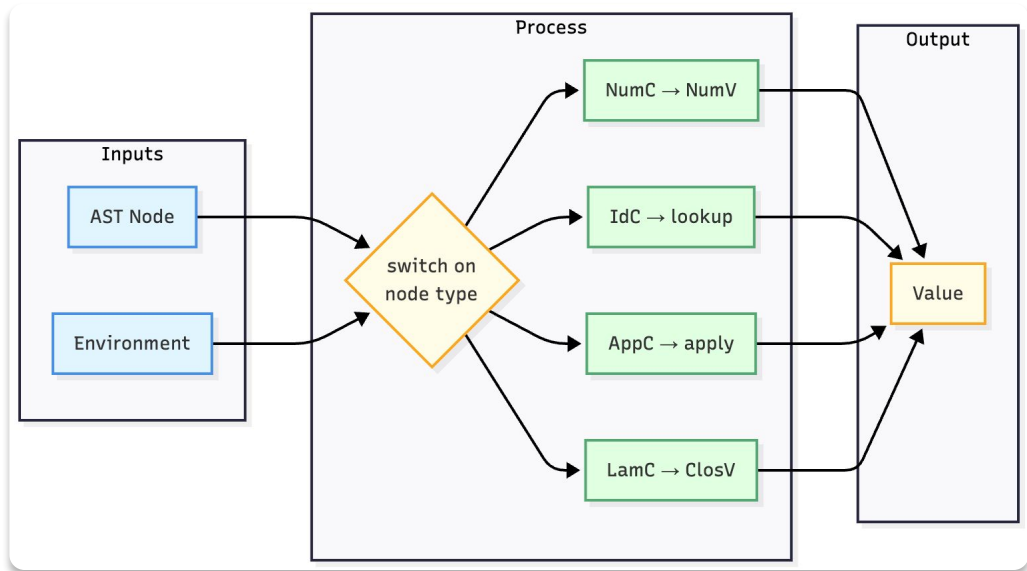 Inputs
AST Node
Environment
Process
switch on
node type
NumC → NumV
IdC → lookup
AppC → apply
LamC → ClosV
Output
Value